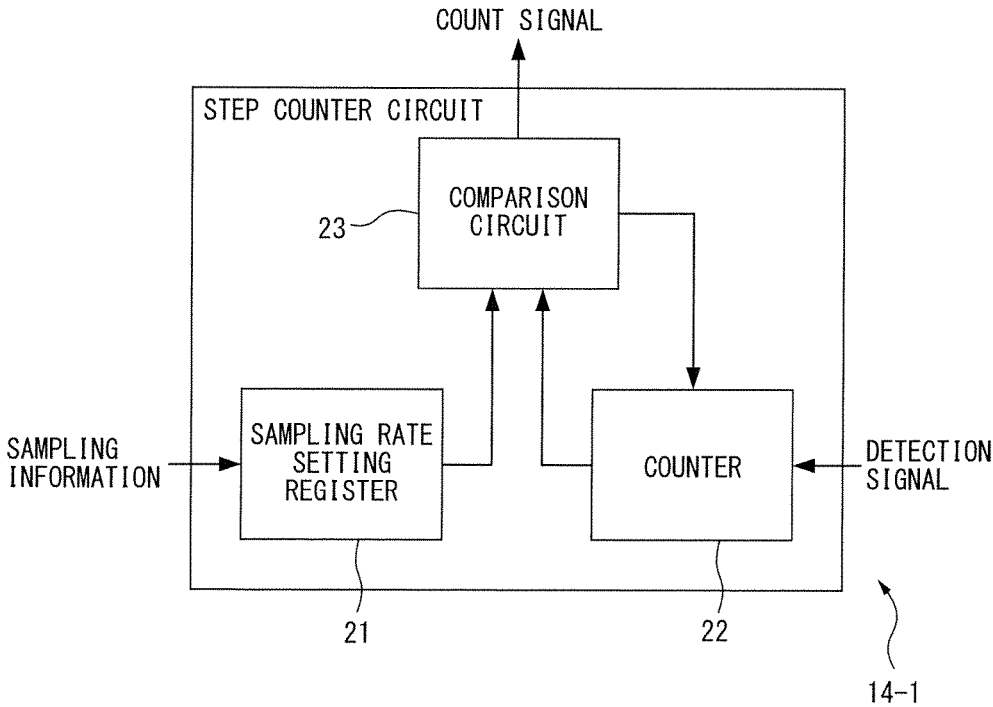 COUNT SIGNAL
STEP COUNTER CIRCUIT
COMPARISON
CIRCUIT
23
SAMPLING RATE
SETTING
REGISTER
COUNTER
SAMPLING
INFORMATION
DETECTION
SIGNAL
21
22
14-1